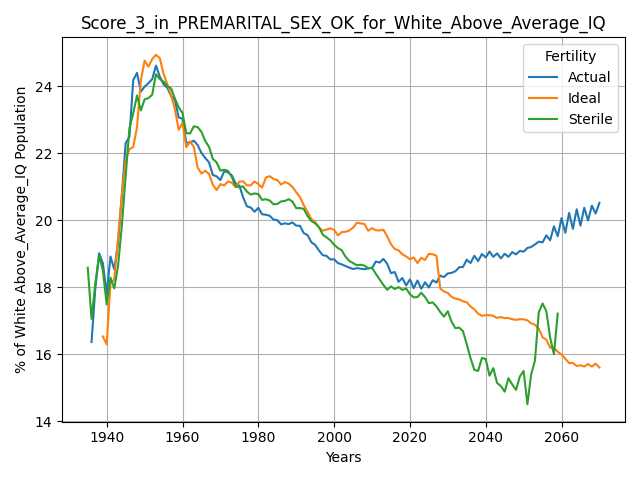 Score_3_in_PREMARITAL_SEX_OK_for_White_Above_Average_IQ
Fertility
Actual
Ideal
Sterile
% of White Above_Average_IQ Population
24
22
20
18
16
14
1940 1960 1980 2000 2020 2040 2060
Years